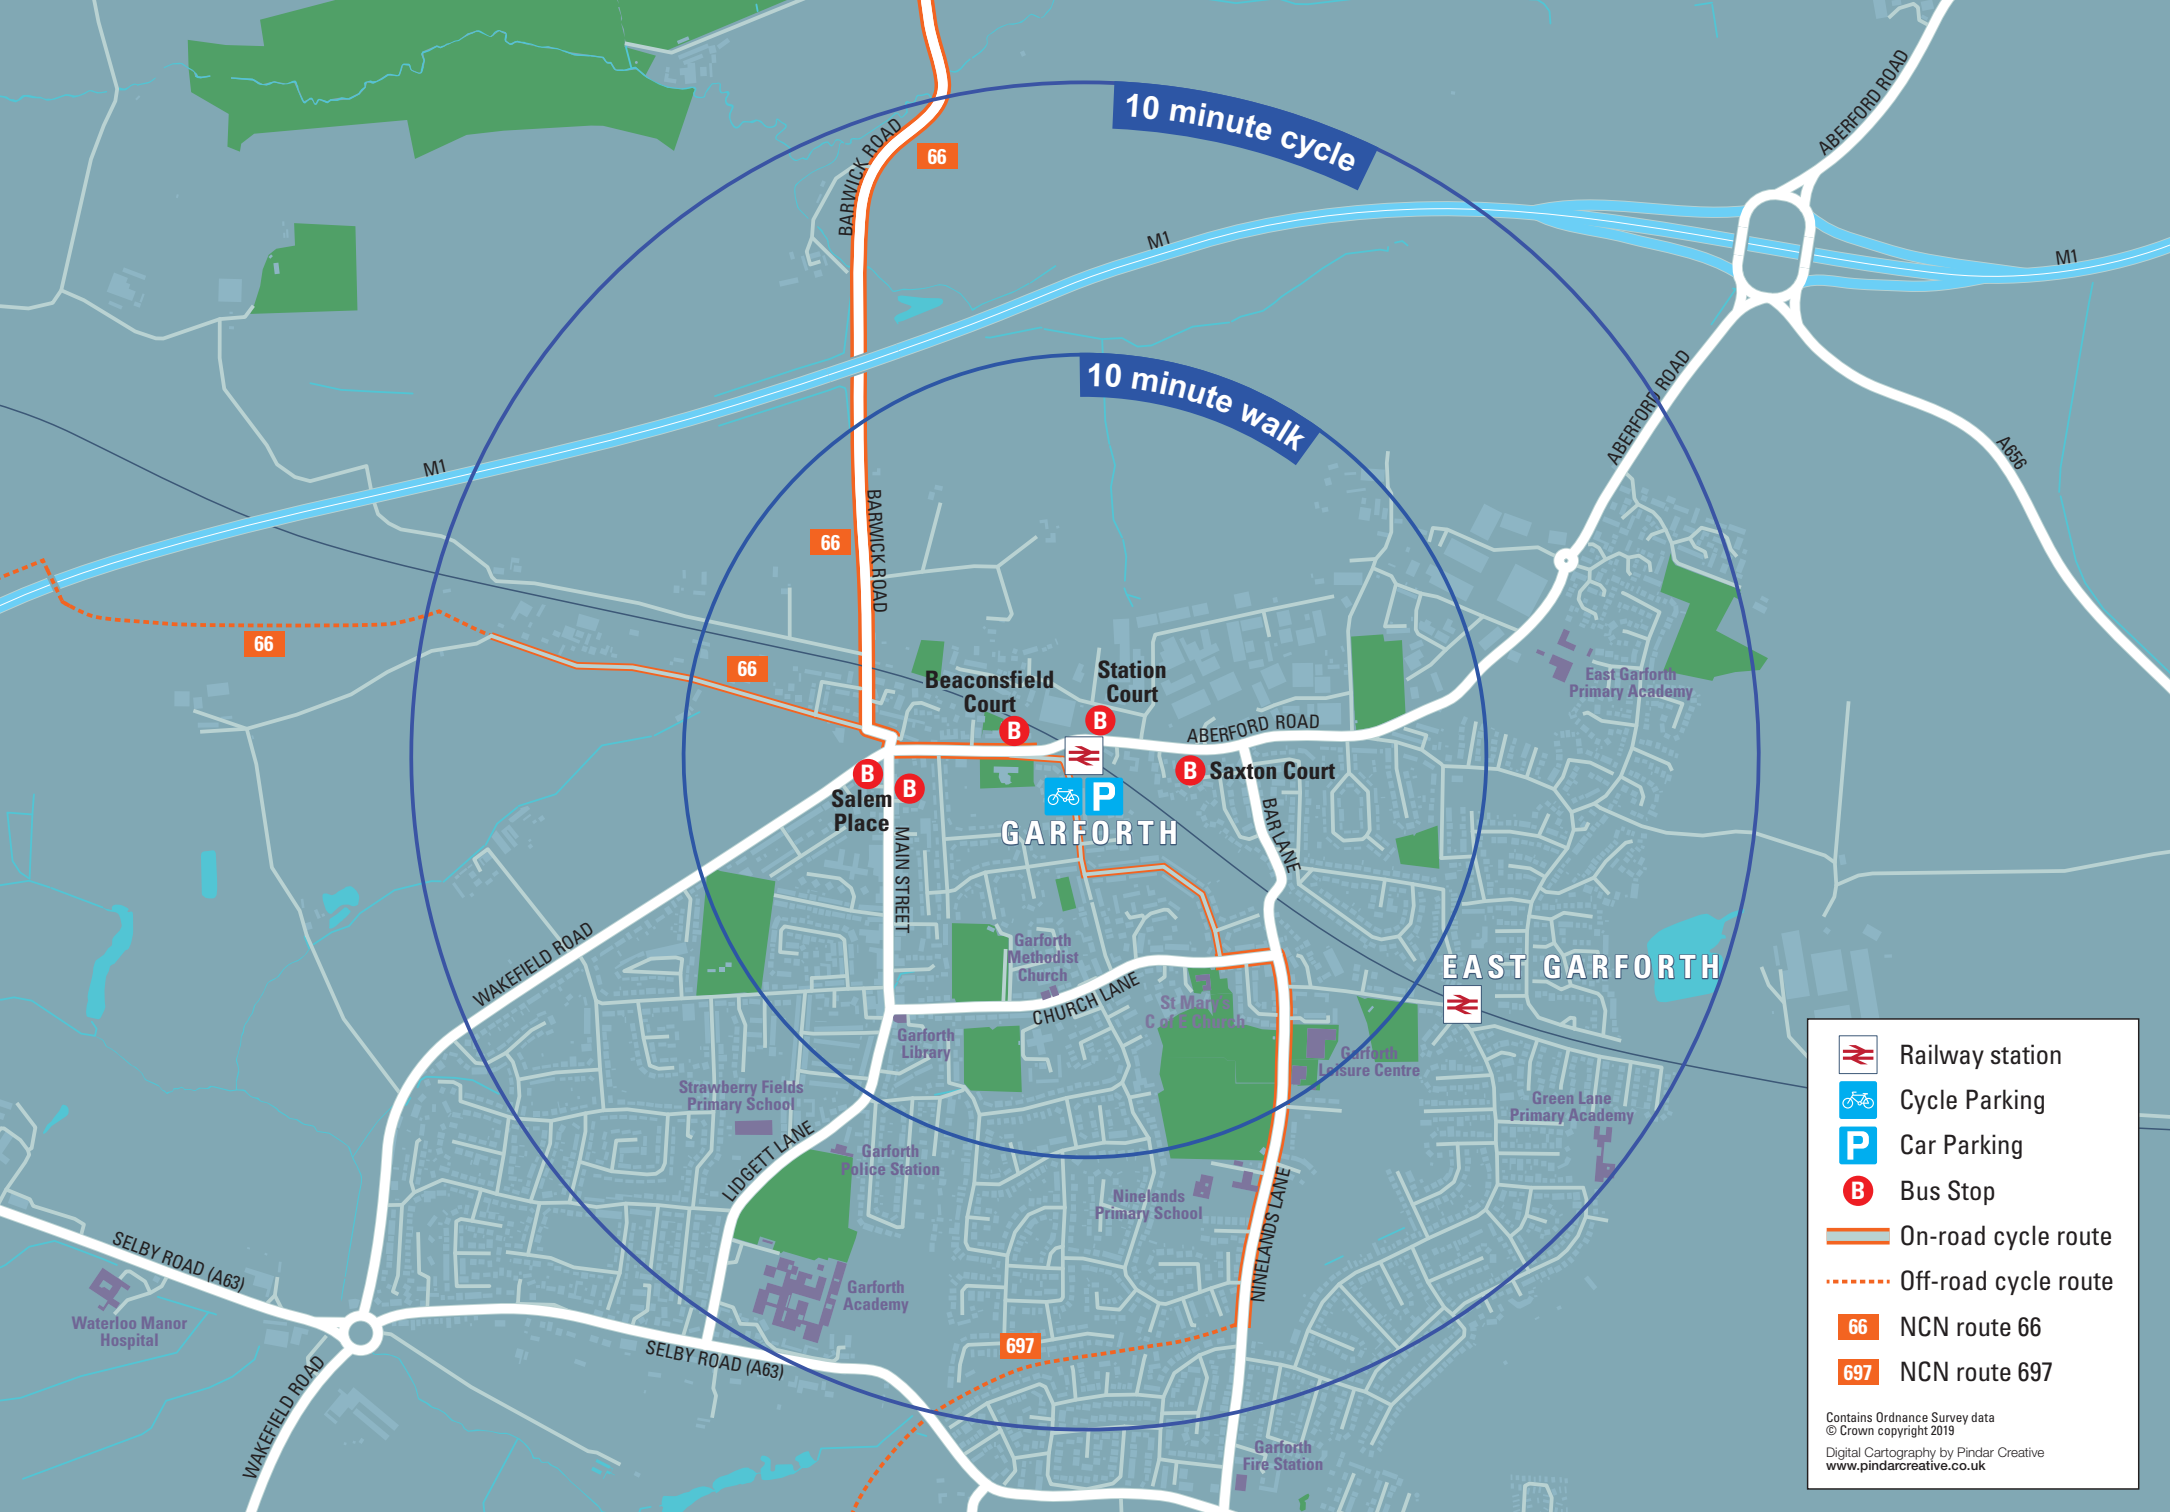 10 minute cycle
ABERFORD ROAD
BARWICK ROAD
66
M1
M1
10 minute walk
ABERFORD ROAD
A656
M1
BARWICK ROAD
66
66
66
Beaconsfield
Court
Station
Court
B
B
ABERFORD ROAD
East Garforth
Primary Academy
B
Saxton Court
B
B
Salem
Place
P
GARFORTH
BAR LANE
MAIN STREET
WAKEFIELD ROAD
Garforth
Methodist
Church
CHURCH LANE
St Mary's
C of E Church
EAST GARFORTH
Garforth
Library
Garforth
Leisure Centre
Strawberry Fields
Primary School
Green Lane
Primary Academy
LIDGETT LANE
Garforth
Police Station
Ninelands
Primary School
NINELANDS LANE
SELBY ROAD (A63)
Waterloo Manor
Hospital
Garforth
Academy
SELBY ROAD (A63)
697
WAKEFIELD ROAD
Garforth
Fire Station
Railway station
Cycle Parking
P
Car Parking
B
Bus Stop
On-road cycle route
Off-road cycle route
66
NCN route 66
697
NCN route 697
Contains Ordnance Survey data
© Crown copyright 2019
Digital Cartography by Pindar Creative
www.pindarcreative.co.uk